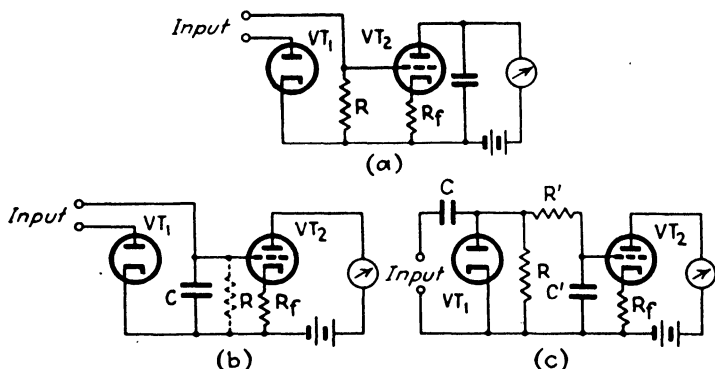 Input
VT1
VT2
R
Rf
(a)
Input
VT1
VT2
C
R
Rf
(b)
C
R'
Input
VT1
R
C'
VT2
Rf
(c)